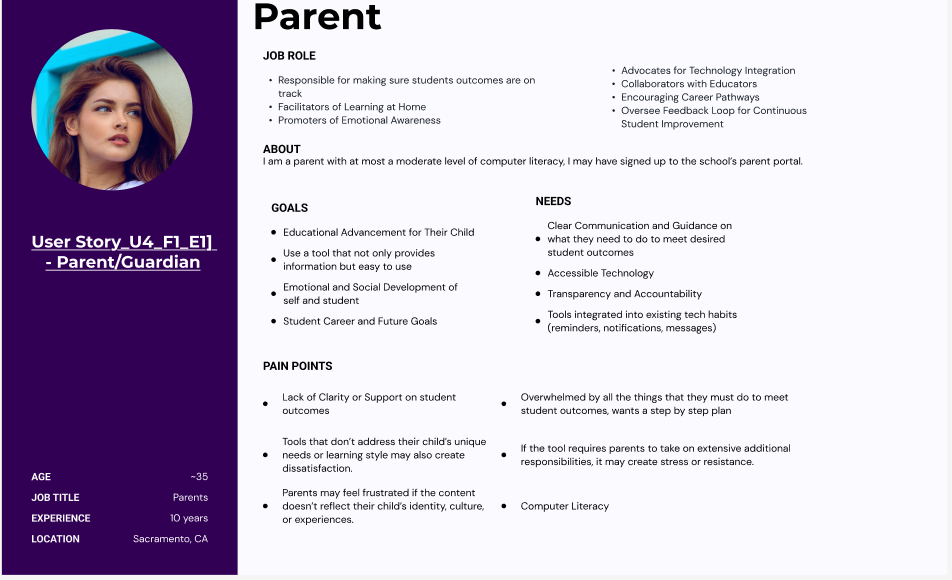 Parent
JOB ROLE
• Responsible for making sure students outcomes are on
track
• Facilitators of Learning at Home
• Promoters of Emotional Awareness
• Advocates for Technology Integration
• Collaborators with Educators
• Encouraging Career Pathways
• Oversee Feedback Loop for Continuous
Student Improvement
ABOUT
I am a parent with at most a moderate level of computer literacy, I may have signed up to the school's parent portal.
User Story_U4_F1_E1]
- Parent/Guardian
GOALS
• Educational Advancement for Their Child
• Use a tool that not only provides
information but easy to use
• Emotional and Social Development of
self and student
• Student Career and Future Goals
NEEDS
• Clear Communication and Guidance on
what they need to do to meet desired
student outcomes
• Accessible Technology
• Transparency and Accountability
• Tools integrated into existing tech habits
(reminders, notifications, messages)
PAIN POINTS
• Lack of Clarity or Support on student
outcomes
• Tools that don't address their child's unique
needs or learning style may also create
dissatisfaction.
• Parents may feel frustrated if the content
doesn't reflect their child's identity, culture,
or experiences.
• Overwhelmed by all the things that they must do to meet
student outcomes, wants a step by step plan
• If the tool requires parents to take on extensive additional
responsibilities, it may create stress or resistance.
• Computer Literacy
AGE ~35
JOB TITLE Parents
EXPERIENCE 10 years
LOCATION Sacramento, CA